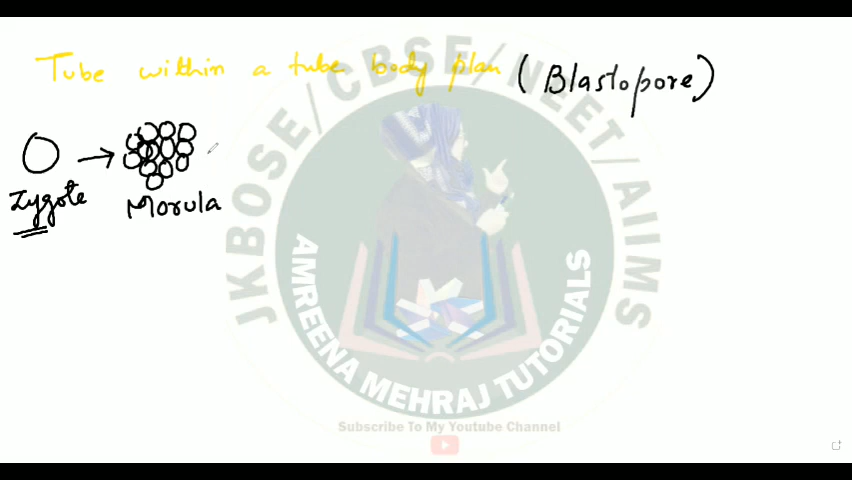 Tube within a tube body plan (Blastopore)
Zygote
Morula
JKBOSE/CBSE/NEET/AIIMS
AMREENA MEHRAJ TUTORIALS
Subscribe To My Youtube Channel